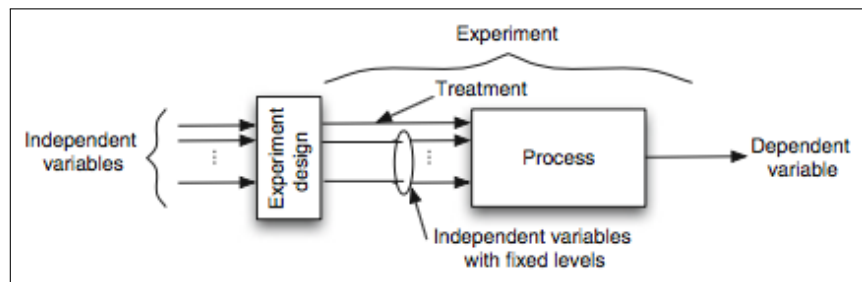 Experiment
Treatment
Independent
variables
...
Experiment
design
...
Process
Dependent
variable
Independent variables
with fixed levels